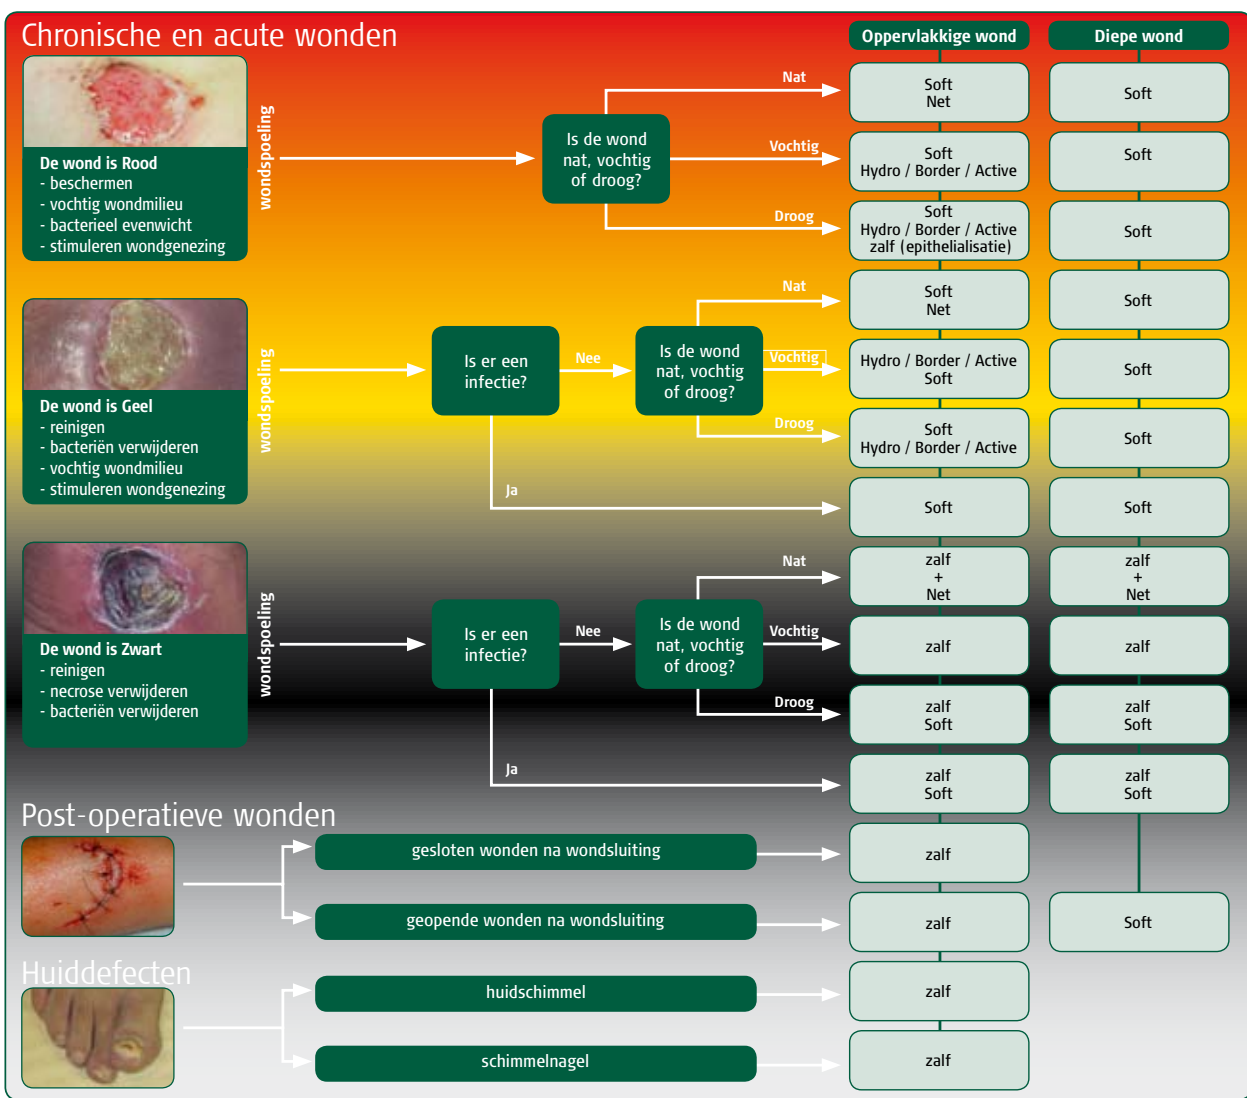 Chronische en acute wonden
Oppervlakkige wond
Diepe wond
De wond is Rood
- beschermen
- vochtig wondmilieu
- bacterieel evenwicht
- stimuleren wondgenezing
wondspoeling
Is de wond
nat, vochtig
of droog?
Nat
Soft
Net
Soft
Vochtig
Soft
Hydro / Border / Active
Soft
Droog
Soft
Hydro / Border / Active
zalf (epithelialisatie)
Soft
De wond is Geel
- reinigen
- bacteriën verwijderen
- vochtig wondmilieu
- stimuleren wondgenezing
wondspoeling
Is er een
infectie?
Nee
Is de wond
nat, vochtig
of droog?
Nat
Soft
Net
Soft
Vochtig
Hydro / Border / Active
Soft
Soft
Droog
Soft
Hydro / Border / Active
Soft
Ja
Soft
Soft
De wond is Zwart
- reinigen
- necrose verwijderen
- bacteriën verwijderen
wondspoeling
Is er een
infectie?
Nee
Is de wond
nat, vochtig
of droog?
Nat
zalf
+
Net
zalf
+
Net
Vochtig
zalf
zalf
Droog
zalf
Soft
zalf
Soft
Ja
zalf
Soft
zalf
Soft
Post-operatieve wonden
gesloten wonden na wondsluiting
zalf
geopende wonden na wondsluiting
zalf
Soft
Huiddefecten
huidschimmel
zalf
schimmelnagel
zalf